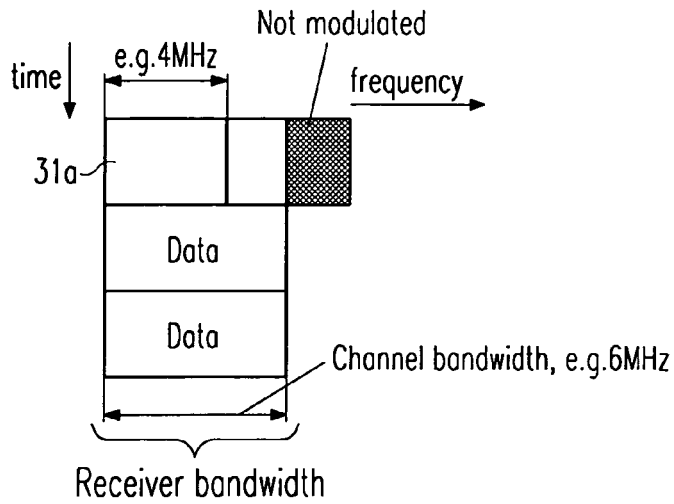 Not modulated
e.g.4MHz
time
frequency
31a
Data
Data
Channel bandwidth, e.g.6MHz
Receiver bandwidth